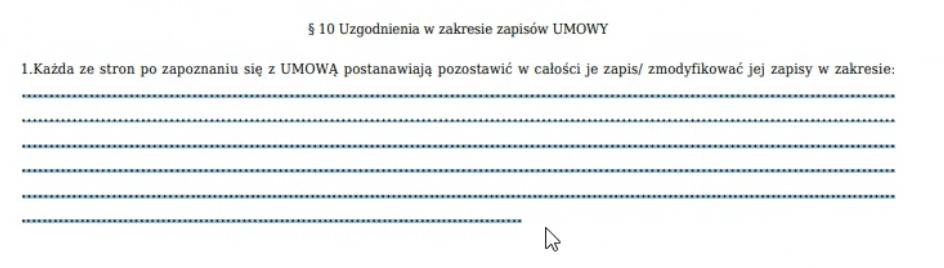 § 10 Uzgodnienia w zakresie zapisów UMOWY
1.Każda ze stron po zapoznaniu się z UMOWĄ postanawiają pozostawić w całości je zapis/ zmodyfikować jej zapisy w zakresie: